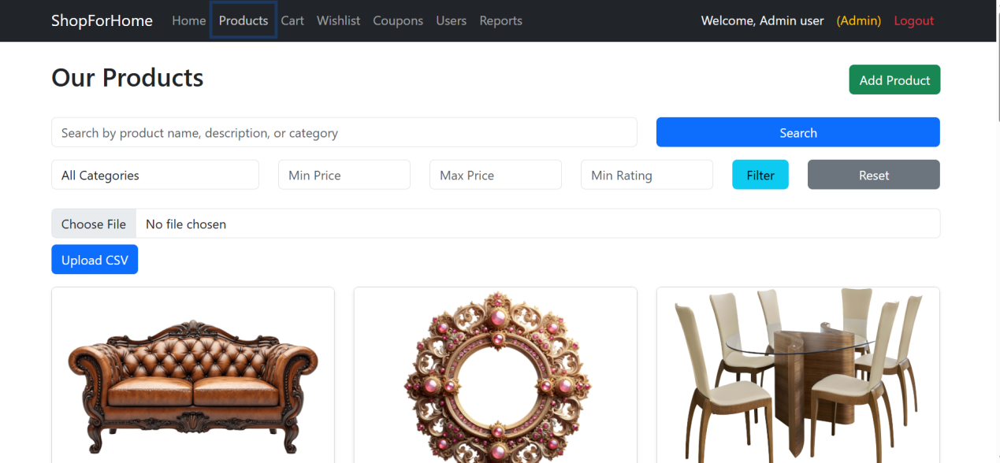 ShopForHome Home Products Cart Wishlist Coupons Users Reports Welcome, Admin user (Admin) Logout
Our Products Add Product
Search by product name, description, or category Search
All Categories Min Price Max Price Min Rating Filter Reset
Choose File No file chosen
Upload CSV